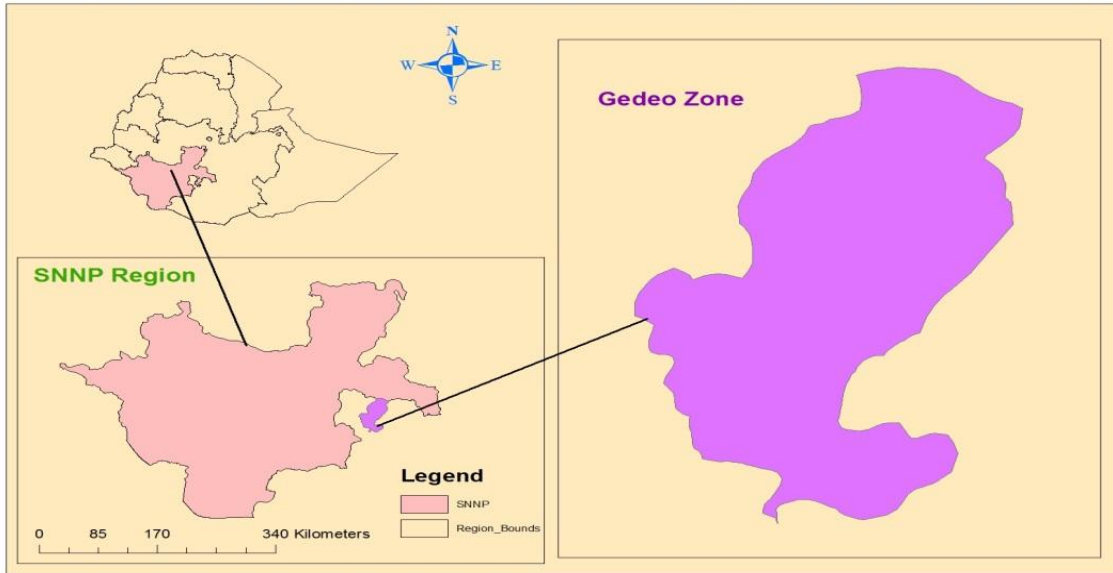 N
W E
S
Gedeo Zone
SNNP Region
Legend
SNNP
Region_Bounds
0 85 170 340 Kilometers